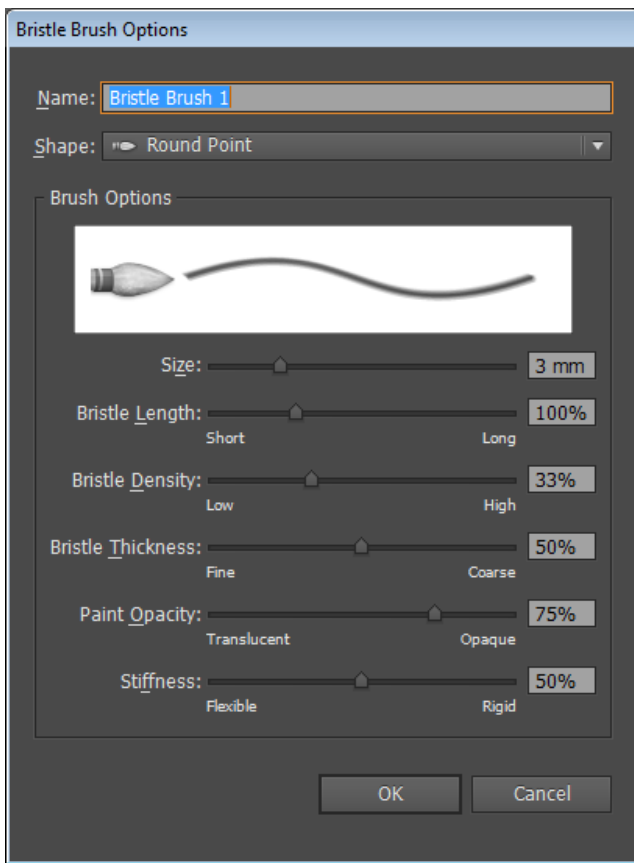 Bristle Brush Options
Name: Bristle Brush 1
Shape: Round Point
Brush Options
Size: 3 mm
Bristle Length: 100%
Short Long
Bristle Density: 33%
Low High
Bristle Thickness: 50%
Fine Coarse
Paint Opacity: 75%
Translucent Opaque
Stiffness: 50%
Flexible Rigid
OK Cancel